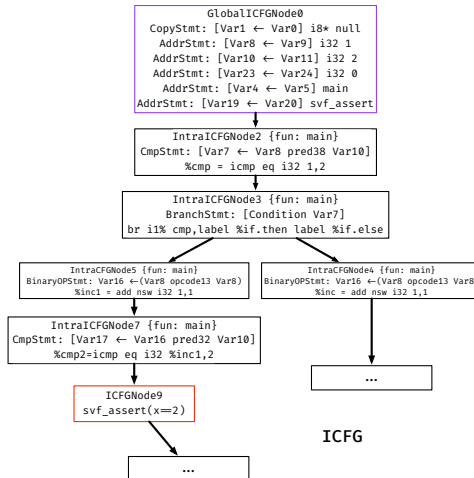 GlobalICFGNode0
CopyStmt: [Var1 ← Var0] i8* null
AddrStmt: [Var8 ← Var9] i32 1
AddrStmt: [Var10 ← Var11] i32 2
AddrStmt: [Var23 ← Var24] i32 0
AddrStmt: [Var4 ← Var5] main
AddrStmt: [Var19 ← Var20] svf_assert
IntraICFGNode2 {fun: main}
CmpStmt: [Var7 ← Var8 pred38 Var10]
%cmp = icmp eq i32 1,2
IntraICFGNode3 {fun: main}
BranchStmt: [Condition Var7]
br i1% cmp,label %if.then label %if.else
IntraCFGNode5 {fun: main}
BinaryOPStmt: Var16 ←(Var8 opcode13 Var8)
%inc1 = add nsw i32 1,1
IntraICFGNode4 {fun: main}
BinaryOPStmt: Var16 ←(Var8 opcode13 Var8)
%inc = add nsw i32 1,1
IntraICFGNode7 {fun: main}
CmpStmt: [Var17 ← Var16 pred32 Var10]
%cmp2=icmp eq i32 %inc1,2
...
ICFGNode9
svf_assert(x==2)
ICFG
...